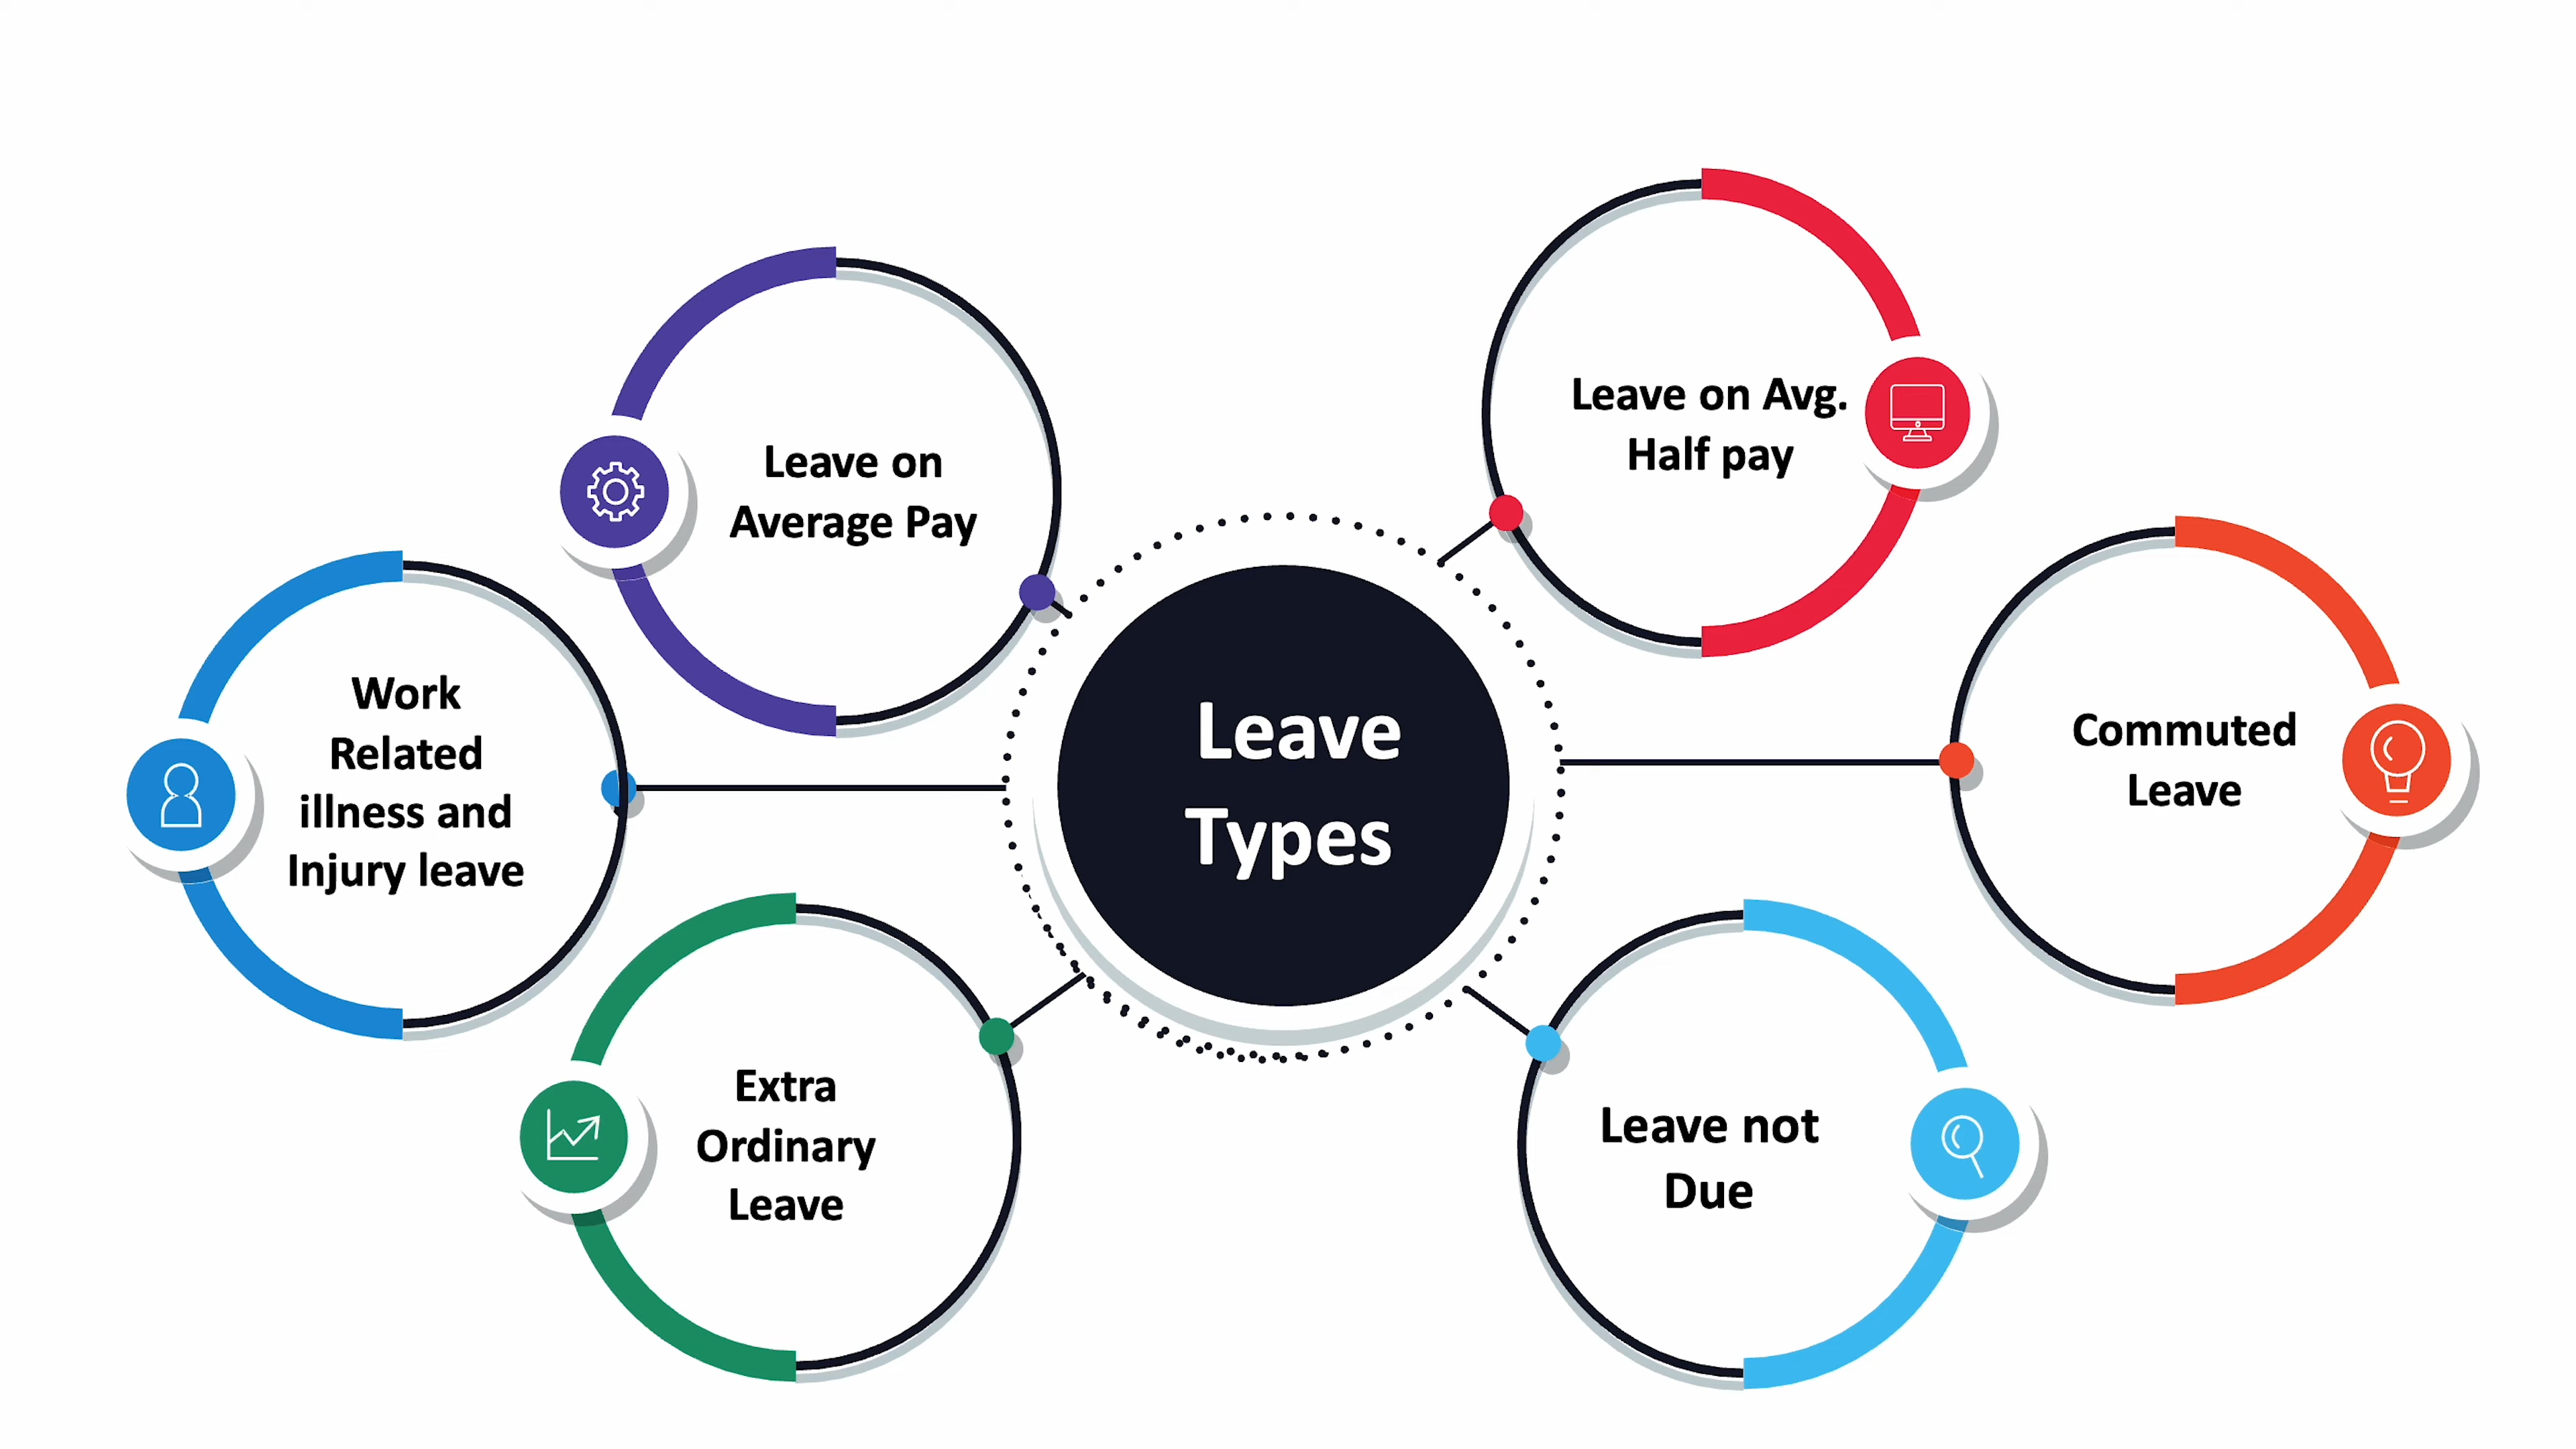 Leave on Avg.
Half pay
Leave on
Average Pay
Work
Related
illness and
Injury leave
Leave
Types
Commuted
Leave
Extra
Ordinary
Leave
Leave not
Due